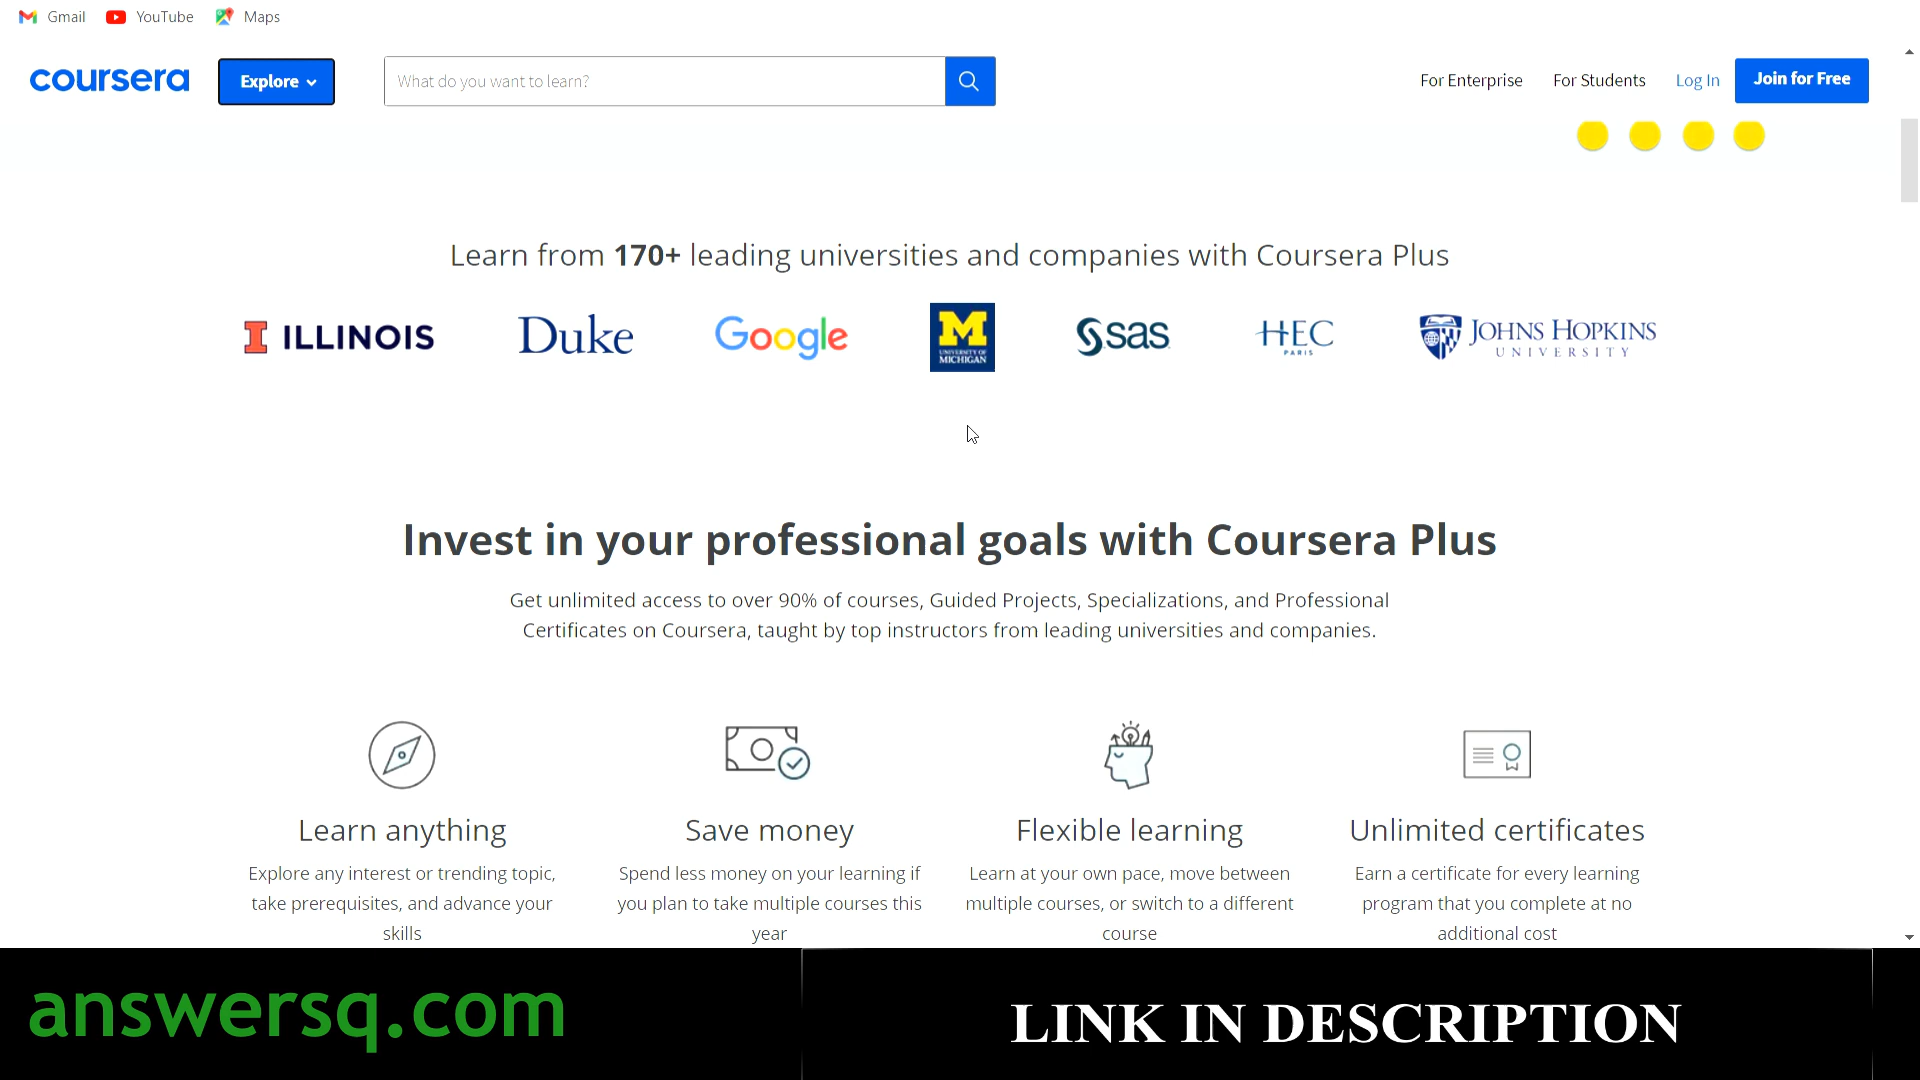 Gmail YouTube Maps
coursera Explore What do you want to learn? For Enterprise For Students Log In Join for Free
Learn from 170+ leading universities and companies with Coursera Plus
I ILLINOIS Duke Google M UNIVERSITY OF MICHIGAN sas HEC PARIS JOHNS HOPKINS UNIVERSITY
Invest in your professional goals with Coursera Plus
Get unlimited access to over 90% of courses, Guided Projects, Specializations, and Professional
Certificates on Coursera, taught by top instructors from leading universities and companies.
Learn anything
Explore any interest or trending topic,
take prerequisites, and advance your
skills
Save money
Spend less money on your learning if
you plan to take multiple courses this
year
Flexible learning
Learn at your own pace, move between
multiple courses, or switch to a different
course
Unlimited certificates
Earn a certificate for every learning
program that you complete at no
additional cost
answersq.com
LINK IN DESCRIPTION